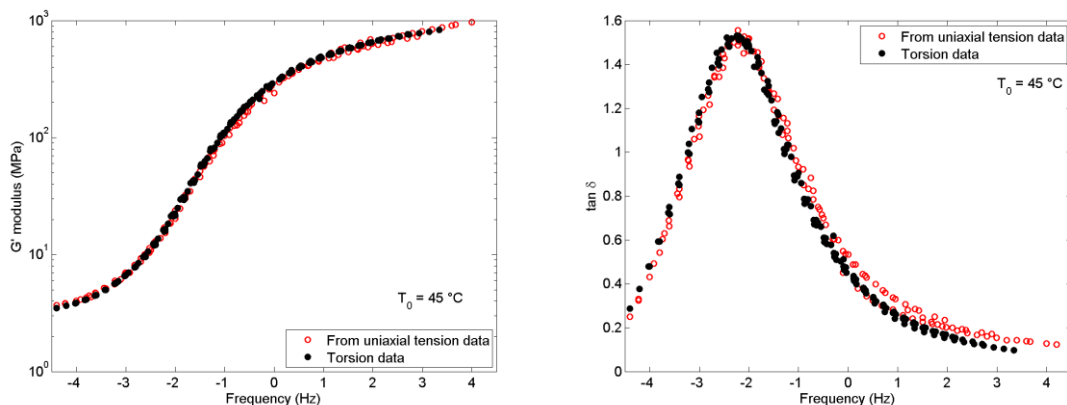 10³
10²
10¹
10⁰
G' modulus (MPa)
-4 -3 -2 -1 0 1 2 3 4
Frequency (Hz)
T₀ = 45 °C
From uniaxial tension data
Torsion data
1.6
1.4
1.2
1
0.8
0.6
0.4
0.2
0
tan δ
-4 -3 -2 -1 0 1 2 3 4
Frequency (Hz)
From uniaxial tension data
Torsion data
T₀ = 45 °C